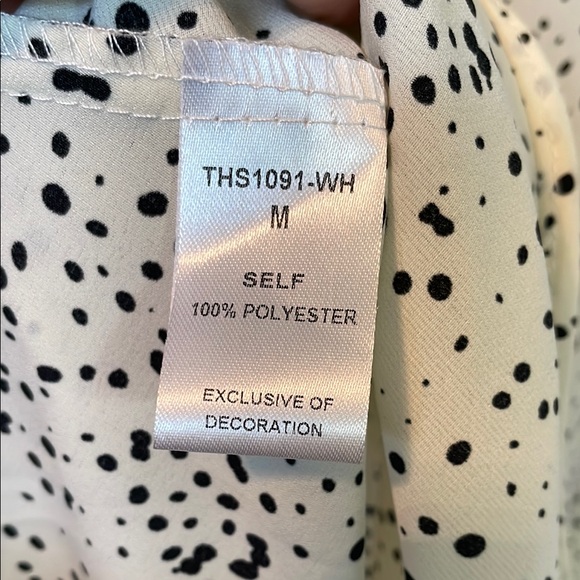 THS1091-WH
M
SELF
100% POLYESTER
EXCLUSIVE OF
DECORATION